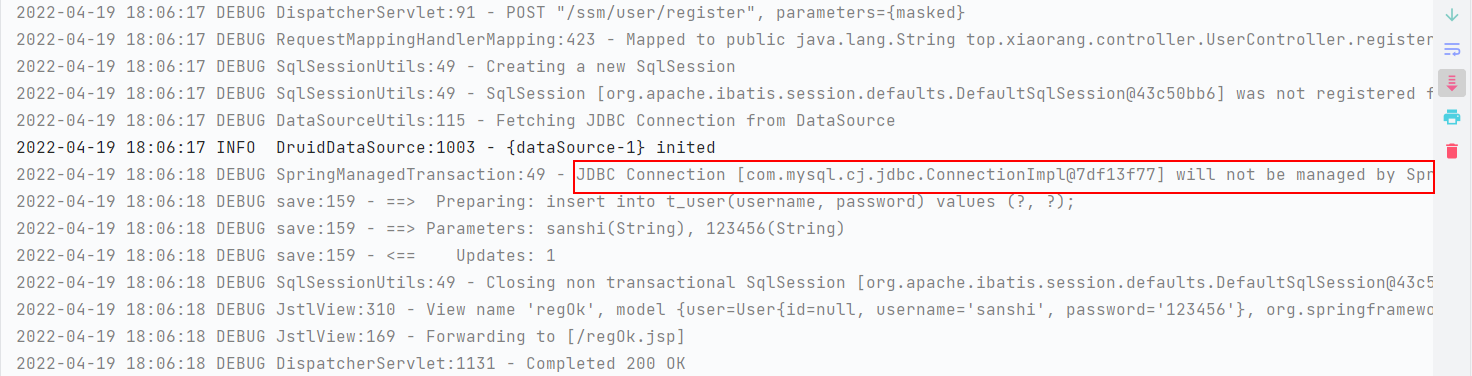 2022-04-19 18:06:17 DEBUG DispatcherServlet:91 - POST "/ssm/user/register", parameters={masked}
2022-04-19 18:06:17 DEBUG RequestMappingHandlerMapping:423 - Mapped to public java.lang.String top.xiaorang.controller.UserController.register
2022-04-19 18:06:17 DEBUG SqlSessionUtils:49 - Creating a new SqlSession
2022-04-19 18:06:17 DEBUG SqlSessionUtils:49 - SqlSession [org.apache.ibatis.session.defaults.DefaultSqlSession@43c50bb6] was not registered f
2022-04-19 18:06:17 DEBUG DataSourceUtils:115 - Fetching JDBC Connection from DataSource
2022-04-19 18:06:17 INFO  DruidDataSource:1003 - {dataSource-1} inited
2022-04-19 18:06:18 DEBUG SpringManagedTransaction:49 - JDBC Connection [com.mysql.cj.jdbc.ConnectionImpl@7df13f77] will not be managed by Spr
2022-04-19 18:06:18 DEBUG save:159 - ==>  Preparing: insert into t_user(username, password) values (?, ?);
2022-04-19 18:06:18 DEBUG save:159 - ==> Parameters: sanshi(String), 123456(String)
2022-04-19 18:06:18 DEBUG save:159 - <==    Updates: 1
2022-04-19 18:06:18 DEBUG SqlSessionUtils:49 - Closing non transactional SqlSession [org.apache.ibatis.session.defaults.DefaultSqlSession@43c5
2022-04-19 18:06:18 DEBUG JstlView:310 - View name 'regOk', model {user=User{id=null, username='sanshi', password='123456'}, org.springframewo
2022-04-19 18:06:18 DEBUG JstlView:169 - Forwarding to [/regOk.jsp]
2022-04-19 18:06:18 DEBUG DispatcherServlet:1131 - Completed 200 OK